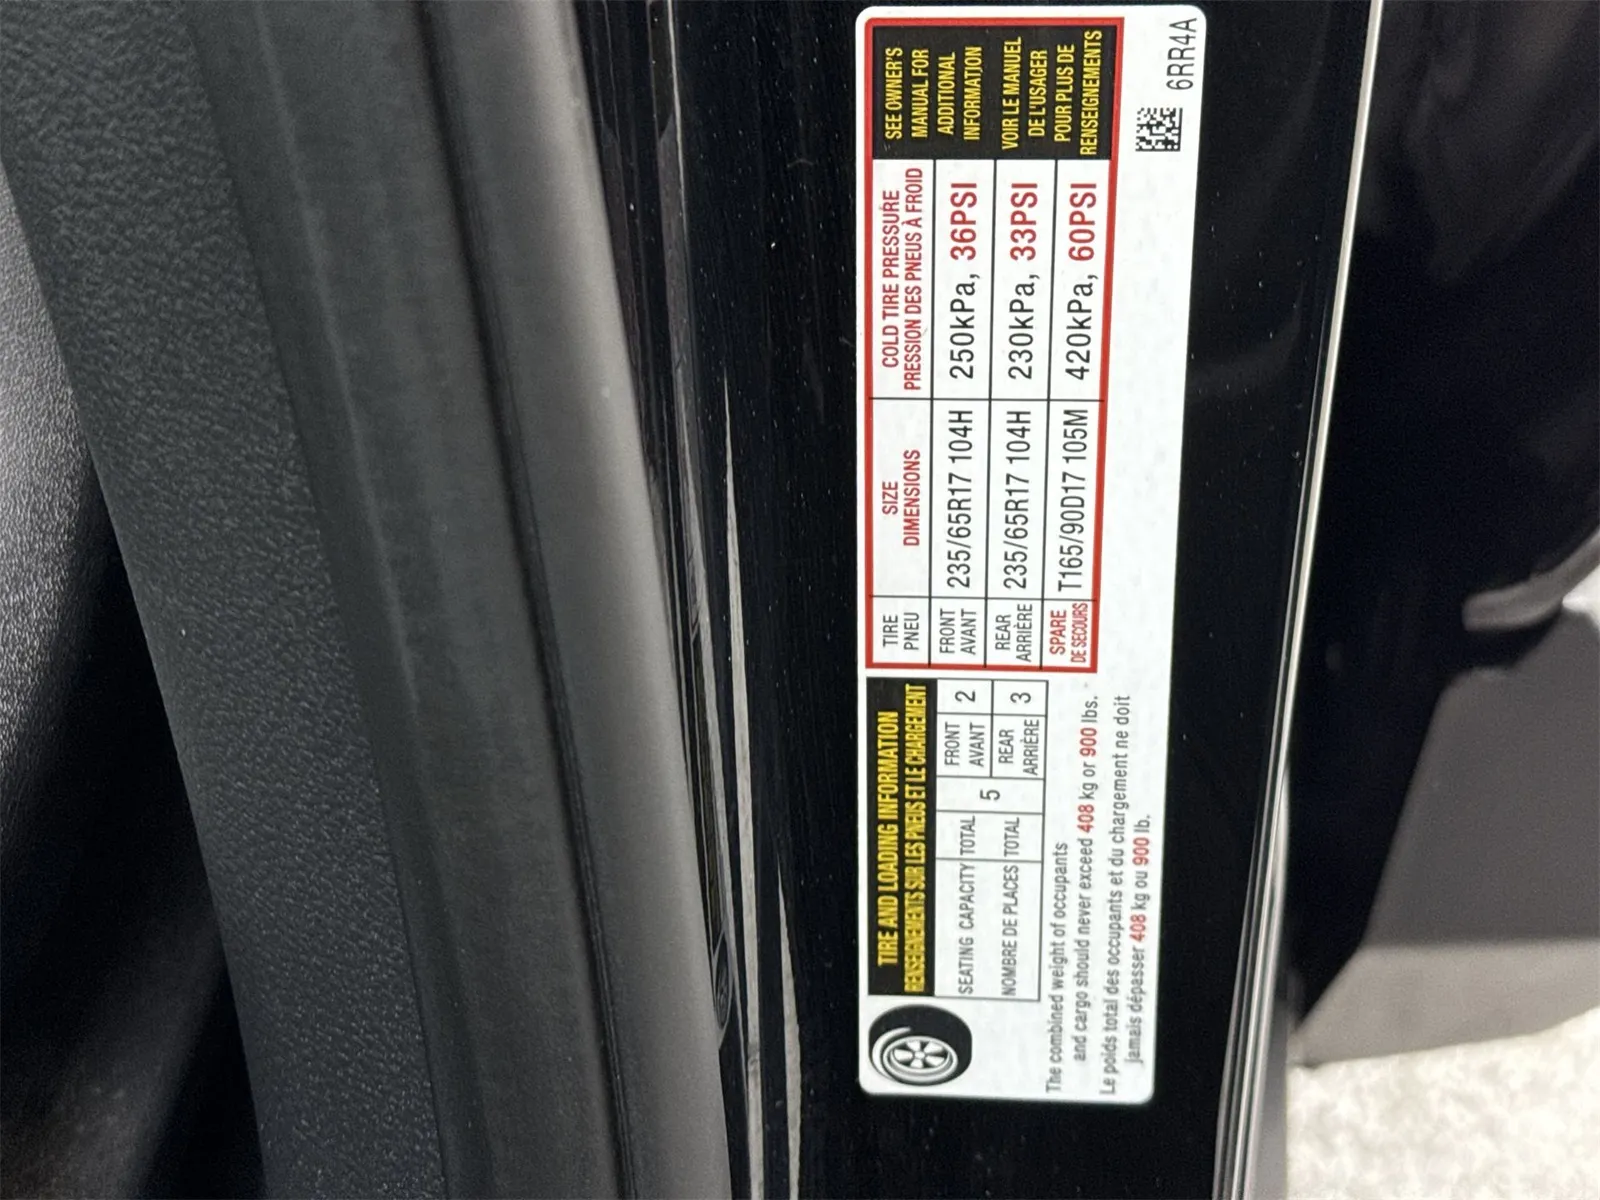 TIRE AND LOADING INFORMATION
RENSEIGNEMENTS SUR LES PNEUS ET LE CHARGEMENT
SEATING CAPACITY
NOMBRE DE PLACES
TOTAL
TOTAL
5
FRONT
AVANT
2
REAR
ARRIÈRE
3
The combined weight of occupants
and cargo should never exceed 408 kg or 900 lbs.
Le poids total des occupants et du chargement ne doit
jamais dépasser 408 kg ou 900 lb.
TIRE
PNEU
SIZE
DIMENSIONS
COLD TIRE PRESSURE
PRESSION DES PNEUS À FROID
FRONT
AVANT
235/65R17 104H
250kPa, 36PSI
REAR
ARRIÈRE
235/65R17 104H
230kPa, 33PSI
SPARE
DE SECOURS
T165/90D17 105M
420kPa, 60PSI
SEE OWNER'S
MANUAL FOR
ADDITIONAL
INFORMATION
VOIR LE MANUEL
DE L'USAGER
POUR PLUS DE
RENSEIGNEMENTS
6RR4A